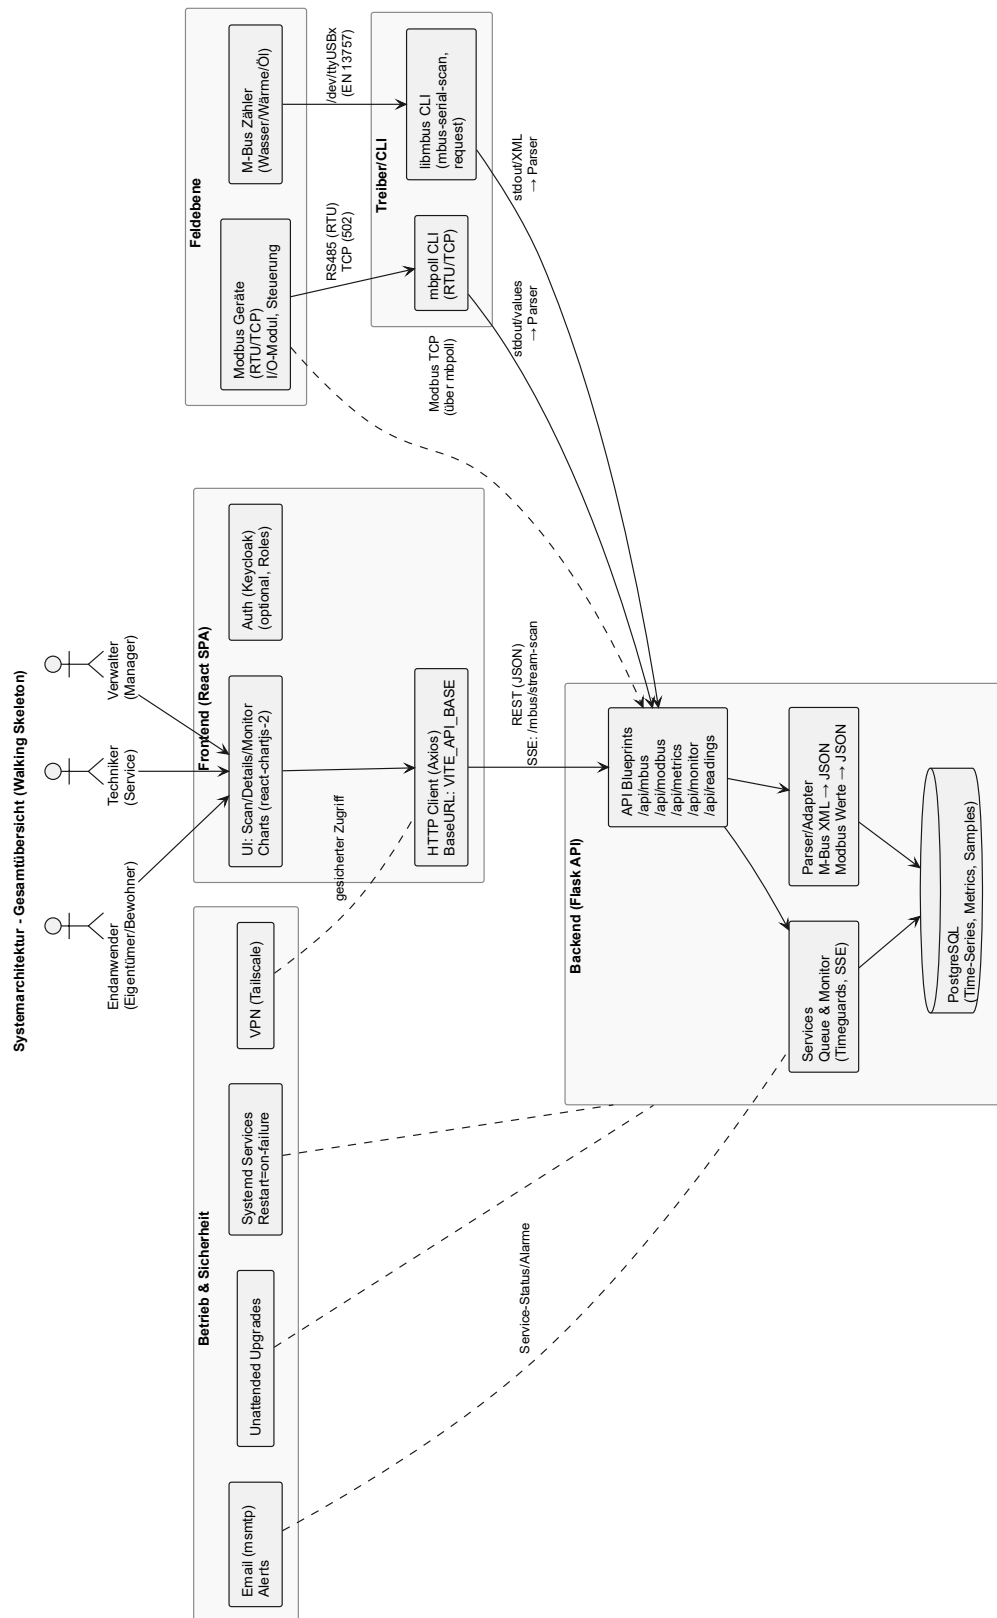 Systemarchitektur - Gesamtübersicht (Walking Skeleton)
Endanwender
(Eigentümer/Bewohner)
Techniker
(Service)
Verwalter
(Manager)
Betrieb & Sicherheit
Email (msmtp)
Alerts
Unattended Upgrades
Systemd Services
Restart=on-failure
VPN (Tailscale)
Frontend (React SPA)
UI: Scan/Details/Monitor
Charts (react-chartjs-2)
Auth (Keycloak)
(optional, Roles)
HTTP Client (Axios)
BaseURL: VITE_API_BASE
gesicherter Zugriff
Feldebene
Modbus Geräte
(RTU/TCP)
I/O-Modul, Steuerung
M-Bus Zähler
(Wasser/Wärme/Öl)
RS485 (RTU)
TCP (502)
/dev/ttyUSBx
(EN 13757)
Treiber/CLI
mbpoll CLI
(RTU/TCP)
libmbus CLI
(mbus-serial-scan,
request)
Modbus TCP
(über mbpoll)
stdout/values
→ Parser
stdout/XML
→ Parser
REST (JSON)
SSE: /mbus/stream-scan
Service-Status/Alarme
Backend (Flask API)
API Blueprints
/api/mbus
/api/modbus
/api/metrics
/api/monitor
/api/readings
Services
Queue & Monitor
(Timeguards, SSE)
Parser/Adapter
M-Bus XML → JSON
Modbus Werte → JSON
PostgreSQL
(Time-Series, Metrics, Samples)